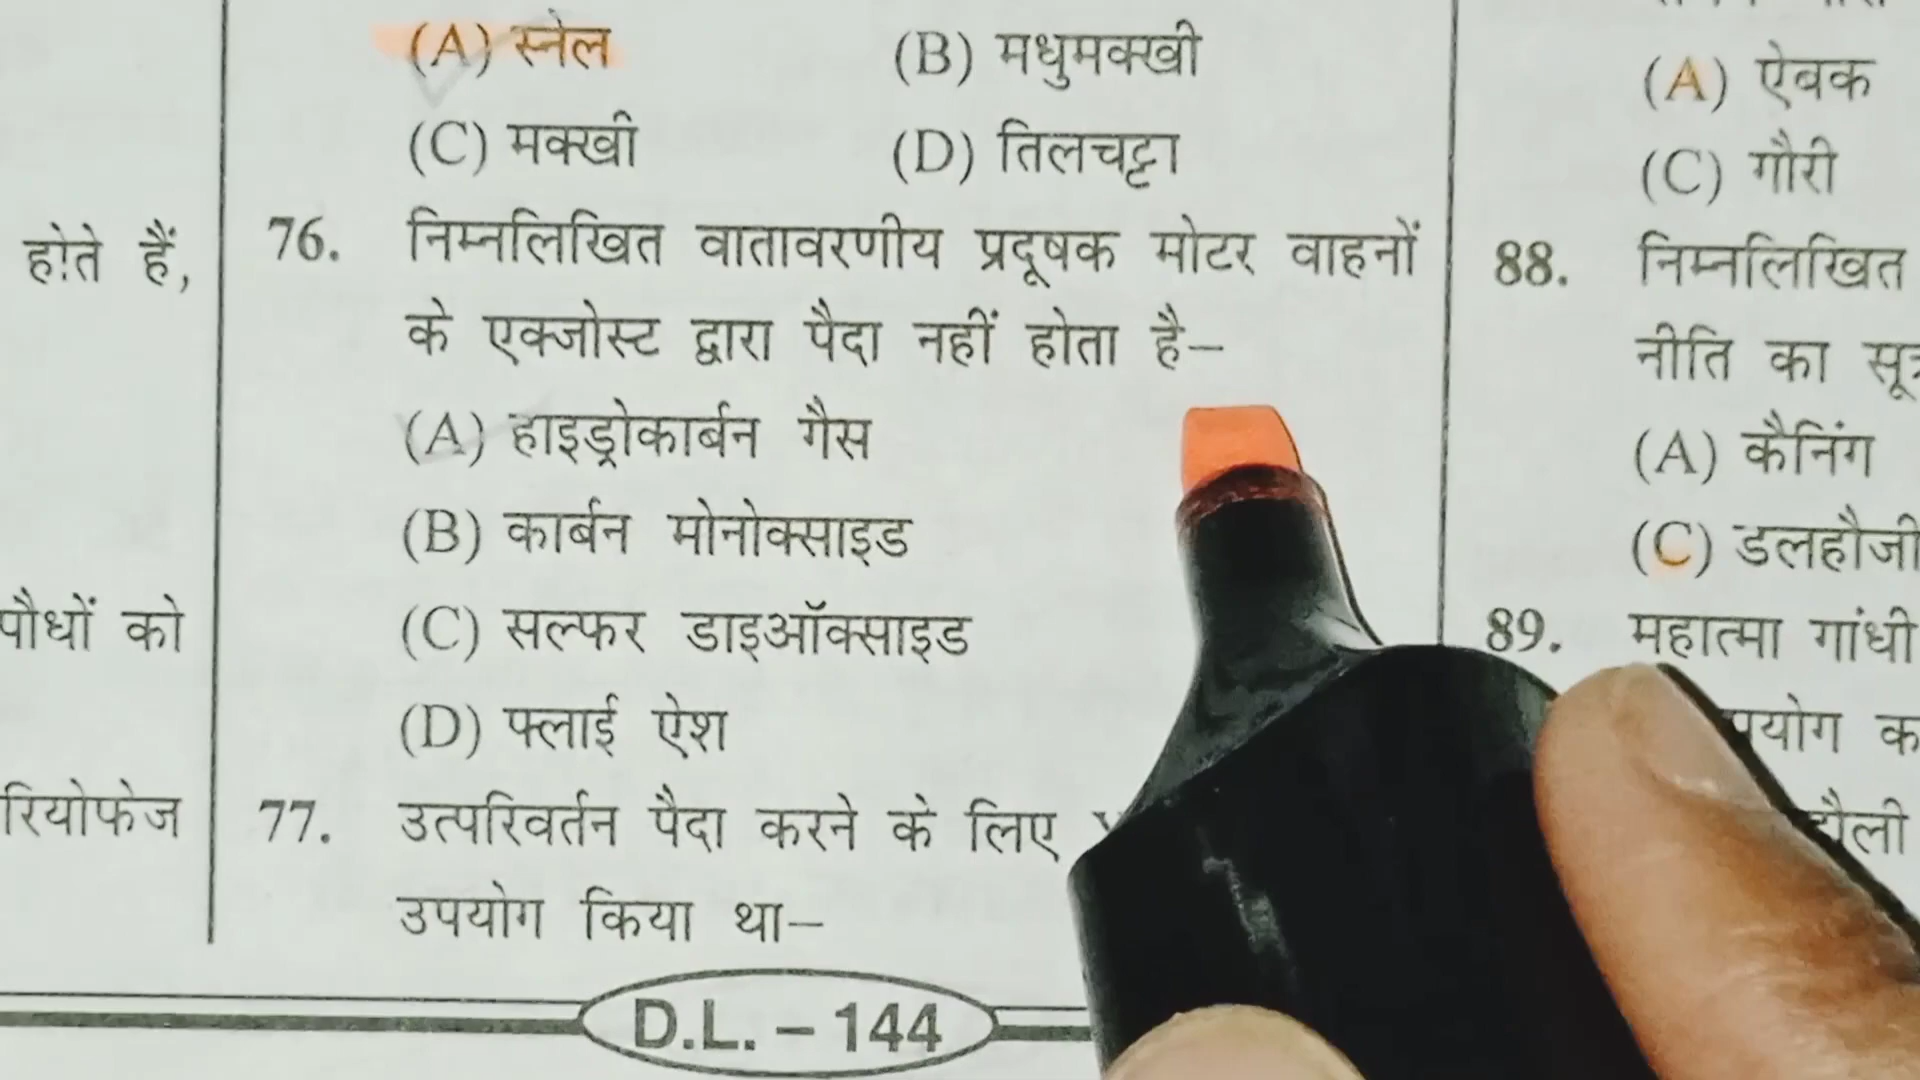 होते हैं,
पौधों को
रियोफेज
(A) स्नेल (B) मधुमक्खी
(C) मक्खी (D) तिलचट्टा
76. निम्नलिखित वातावरणीय प्रदूषक मोटर वाहनों
के एक्जोस्ट द्वारा पैदा नहीं होता है–
(A) हाइड्रोकार्बन गैस
(B) कार्बन मोनोक्साइड
(C) सल्फर डाइऑक्साइड
(D) फ्लाई ऐश
77. उत्परिवर्तन पैदा करने के लिए
उपयोग किया था–
(A) ऐबक
(C) गौरी
88. निम्नलिखित
नीति का
(A) कैनिंग
(C) डलहौजी
89. महात्मा गांधी
D.L. – 144